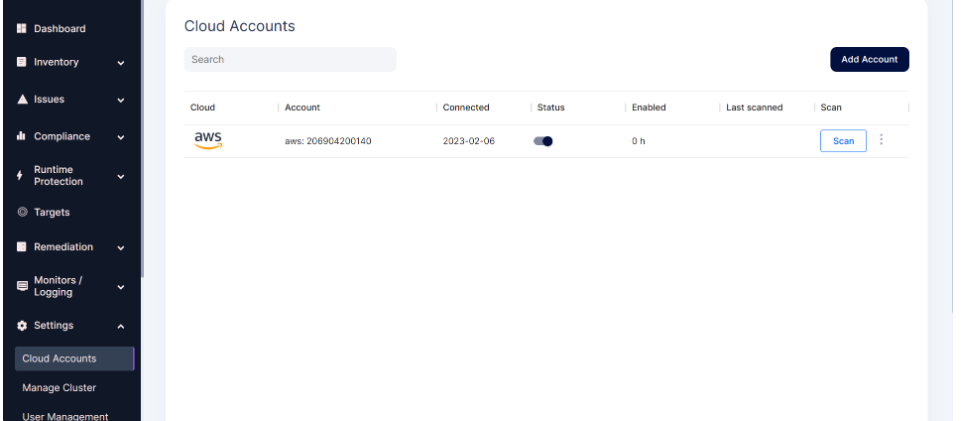 Dashboard
Inventory
Issues
Compliance
Runtime
Protection
Targets
Remediation
Monitors /
Logging
Settings
Cloud Accounts
Manage Cluster
User Management
Cloud Accounts
Search
Add Account
Cloud Account Connected Status Enabled Last scanned Scan
aws aws: 206904200140 2023-02-06 0 h Scan